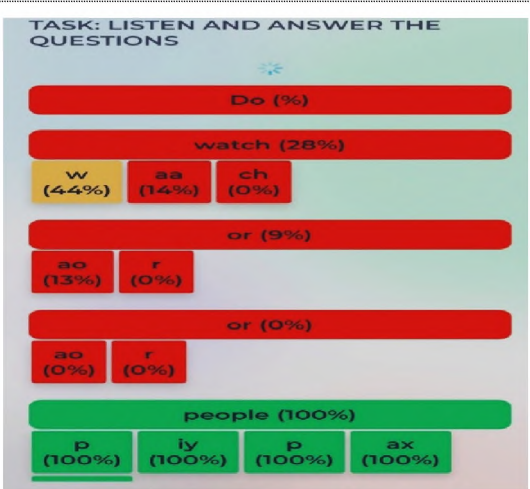 TASK: LISTEN AND ANSWER THE
QUESTIONS
Do (%)
watch (28%)
w aa ch
(44%) (14%) (0%)
or (9%)
ao r
(13%) (0%)
or (0%)
ao r
(0%) (0%)
people (100%)
p iy p ax
(100%) (100%) (100%) (100%)